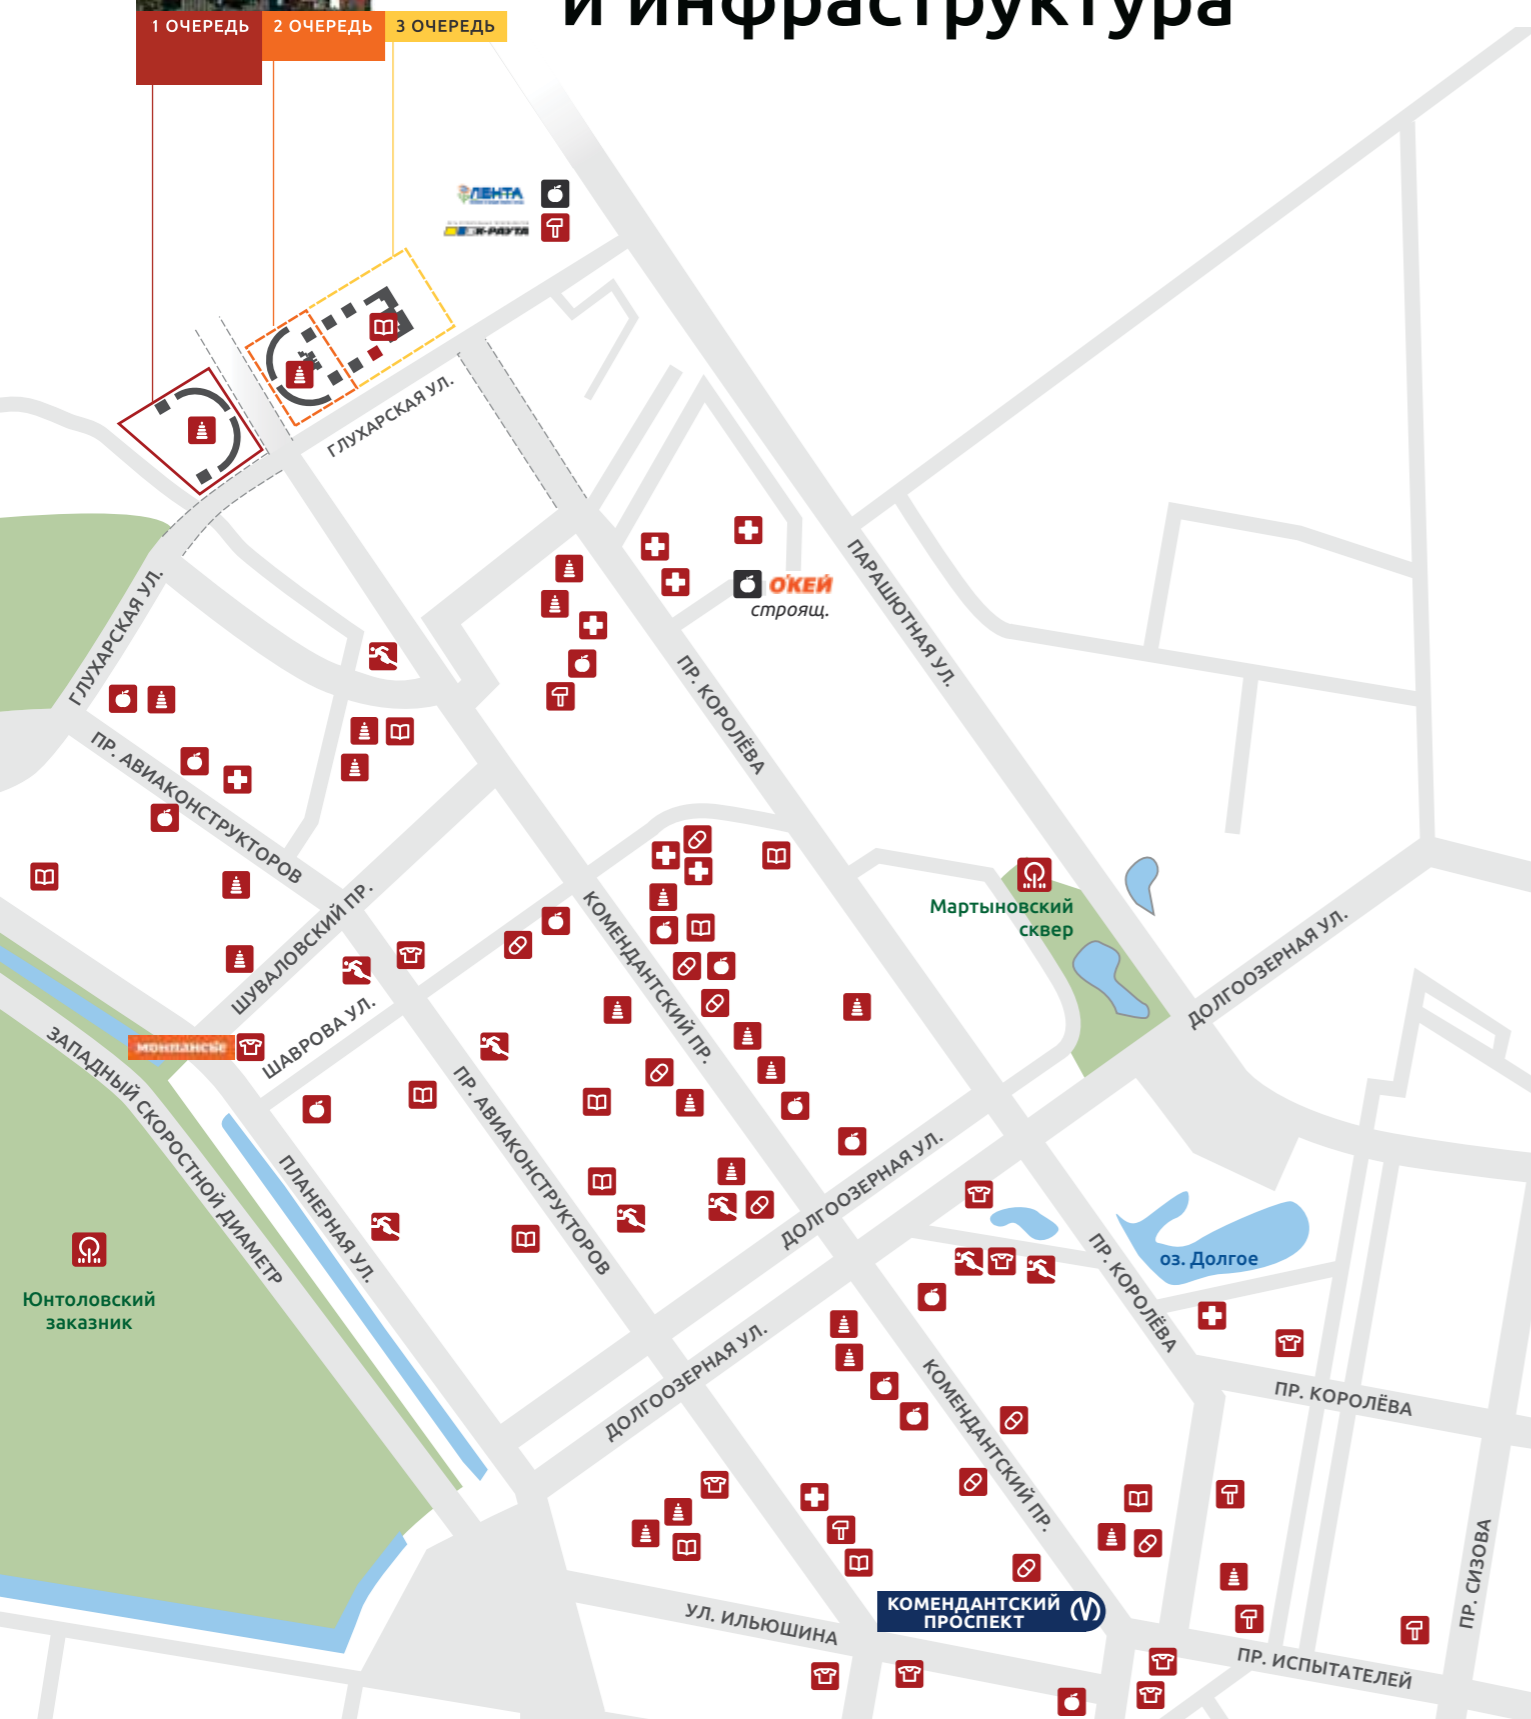 и инфраструктура
1 ОЧЕРЕДЬ
2 ОЧЕРЕДЬ
3 ОЧЕРЕДЬ
ЛЕНТА
К-РАУТА
ГЛУХАРСКАЯ УЛ.
О'КЕЙ
строящ.
ПАРАШЮТНАЯ УЛ.
ГЛУХАРСКАЯ УЛ.
ПР. КОРОЛЁВА
ПР. АВИАКОНСТРУКТОРОВ
Мартыновский
сквер
ШУВАЛОВСКИЙ ПР.
КОМЕНДАНТСКИЙ ПР.
ДОЛГООЗЕРНАЯ УЛ.
МОНПАНСЬЕ
ШАВРОВА УЛ.
ЗАПАДНЫЙ СКОРОСТНОЙ ДИАМЕТР
ПР. АВИАКОНСТРУКТОРОВ
ПЛАНЕРНАЯ УЛ.
ДОЛГООЗЕРНАЯ УЛ.
ПР. КОРОЛЁВА
оз. Долгое
Юнтоловский
заказник
ДОЛГООЗЕРНАЯ УЛ.
КОМЕНДАНТСКИЙ ПР.
ПР. КОРОЛЁВА
ПР. СИЗОВА
КОМЕНДАНТСКИЙ
ПРОСПЕКТ
УЛ. ИЛЬЮШИНА
ПР. ИСПЫТАТЕЛЕЙ